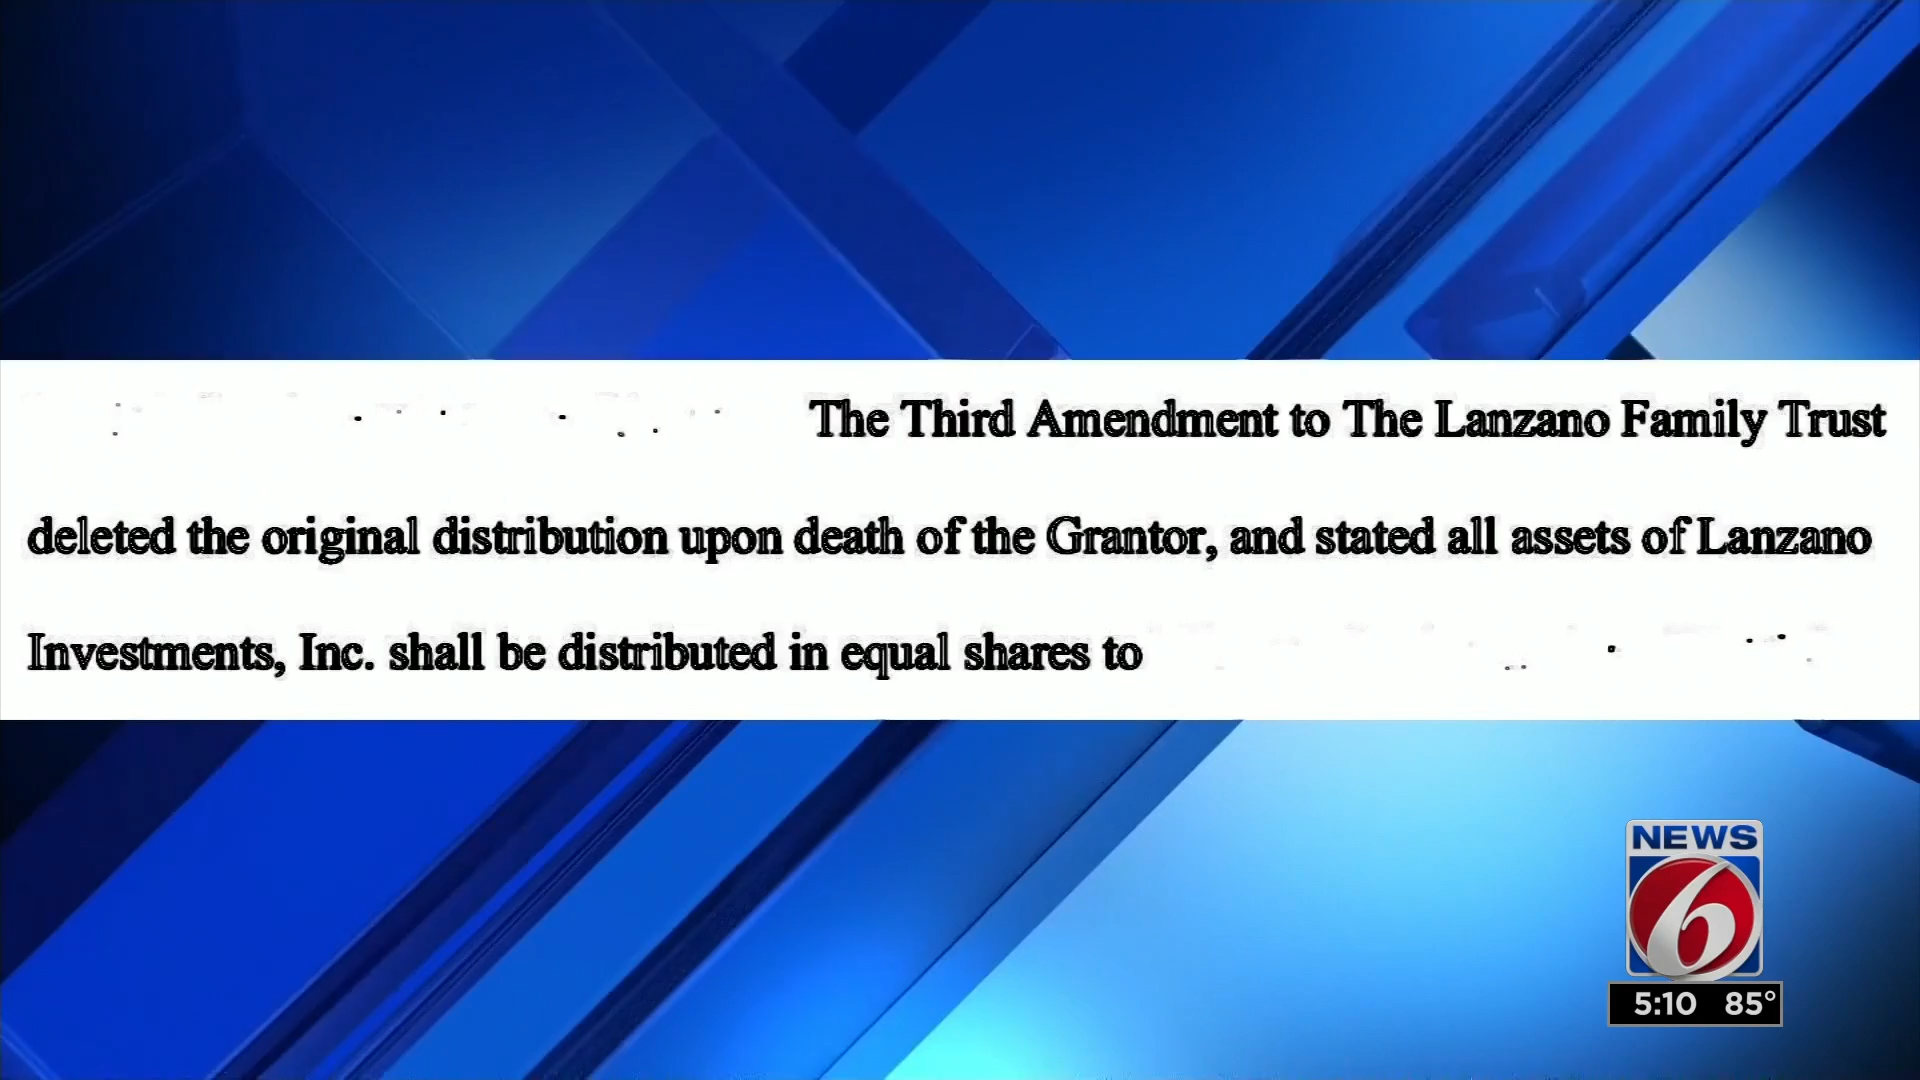 The Third Amendment to The Lanzano Family Trust
deleted the original distribution upon death of the Grantor, and stated all assets of Lanzano
Investments, Inc. shall be distributed in equal shares to
NEWS
6
5:10 85°